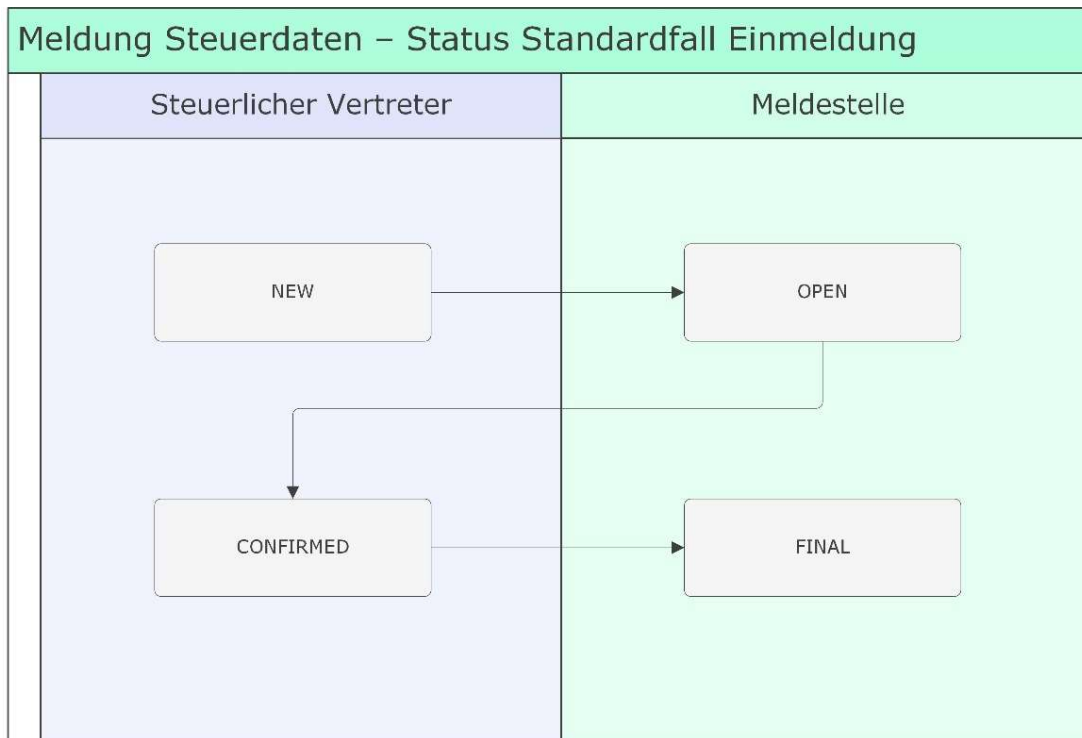 Meldung Steuerdaten – Status Standardfall Einmeldung
Steuerlicher Vertreter
Meldestelle
NEW
OPEN
CONFIRMED
FINAL